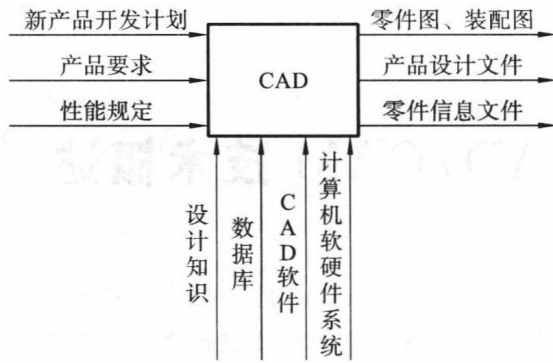 新产品开发计划
产品要求
性能规定
CAD
零件图、装配图
产品设计文件
零件信息文件
设计知识
数据库
CAD软件
计算机软硬件系统